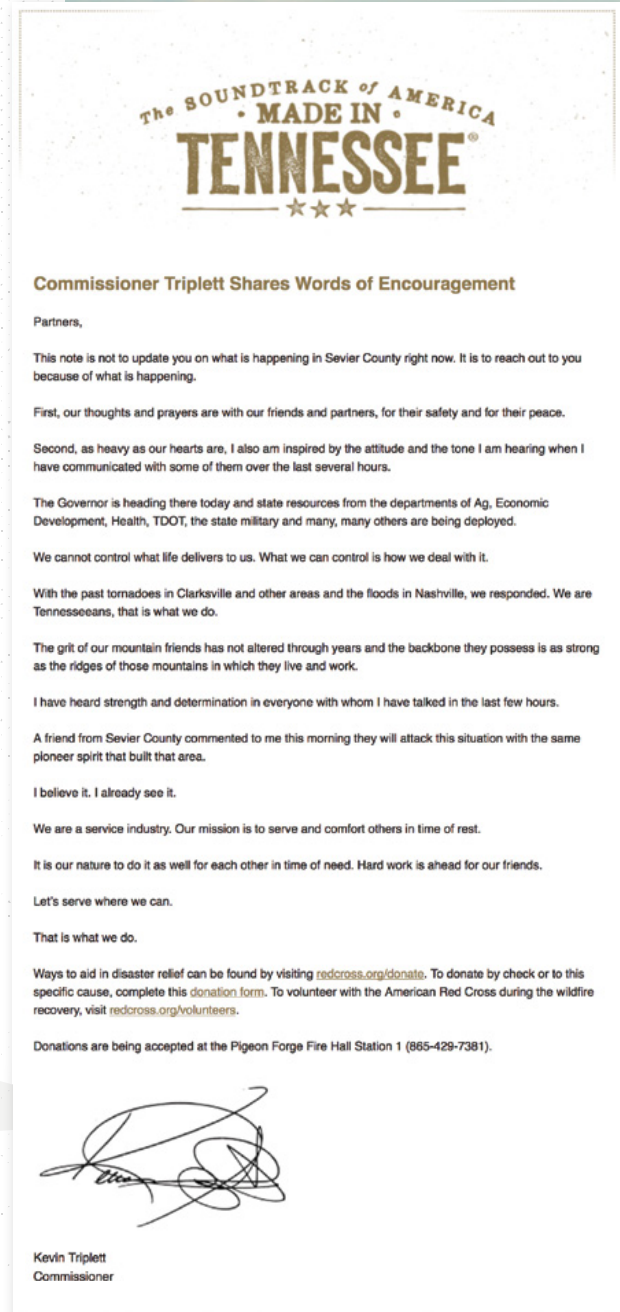 The SOUNDTRACK of AMERICA
• MADE IN •
TENNESSEE®
Commissioner Triplett Shares Words of Encouragement
Partners,
This note is not to update you on what is happening in Sevier County right now. It is to reach out to you
because of what is happening.
First, our thoughts and prayers are with our friends and partners, for their safety and for their peace.
Second, as heavy as our hearts are, I also am inspired by the attitude and the tone I am hearing when I
have communicated with some of them over the last several hours.
The Governor is heading there today and state resources from the departments of Ag, Economic
Development, Health, TDOT, the state military and many, many others are being deployed.
We cannot control what life delivers to us. What we can control is how we deal with it.
With the past tornadoes in Clarksville and other areas and the floods in Nashville, we responded. We are
Tennesseeans, that is what we do.
The grit of our mountain friends has not altered through years and the backbone they possess is as strong
as the ridges of those mountains in which they live and work.
I have heard strength and determination in everyone with whom I have talked in the last few hours.
A friend from Sevier County commented to me this morning they will attack this situation with the same
pioneer spirit that built that area.
I believe it. I already see it.
We are a service industry. Our mission is to serve and comfort others in time of rest.
It is our nature to do it as well for each other in time of need. Hard work is ahead for our friends.
Let's serve where we can.
That is what we do.
Ways to aid in disaster relief can be found by visiting redcross.org/donate. To donate by check or to this
specific cause, complete this donation form. To volunteer with the American Red Cross during the wildfire
recovery, visit redcross.org/volunteers.
Donations are being accepted at the Pigeon Forge Fire Hall Station 1 (865-429-7381).
Kevin Triplett
Commissioner